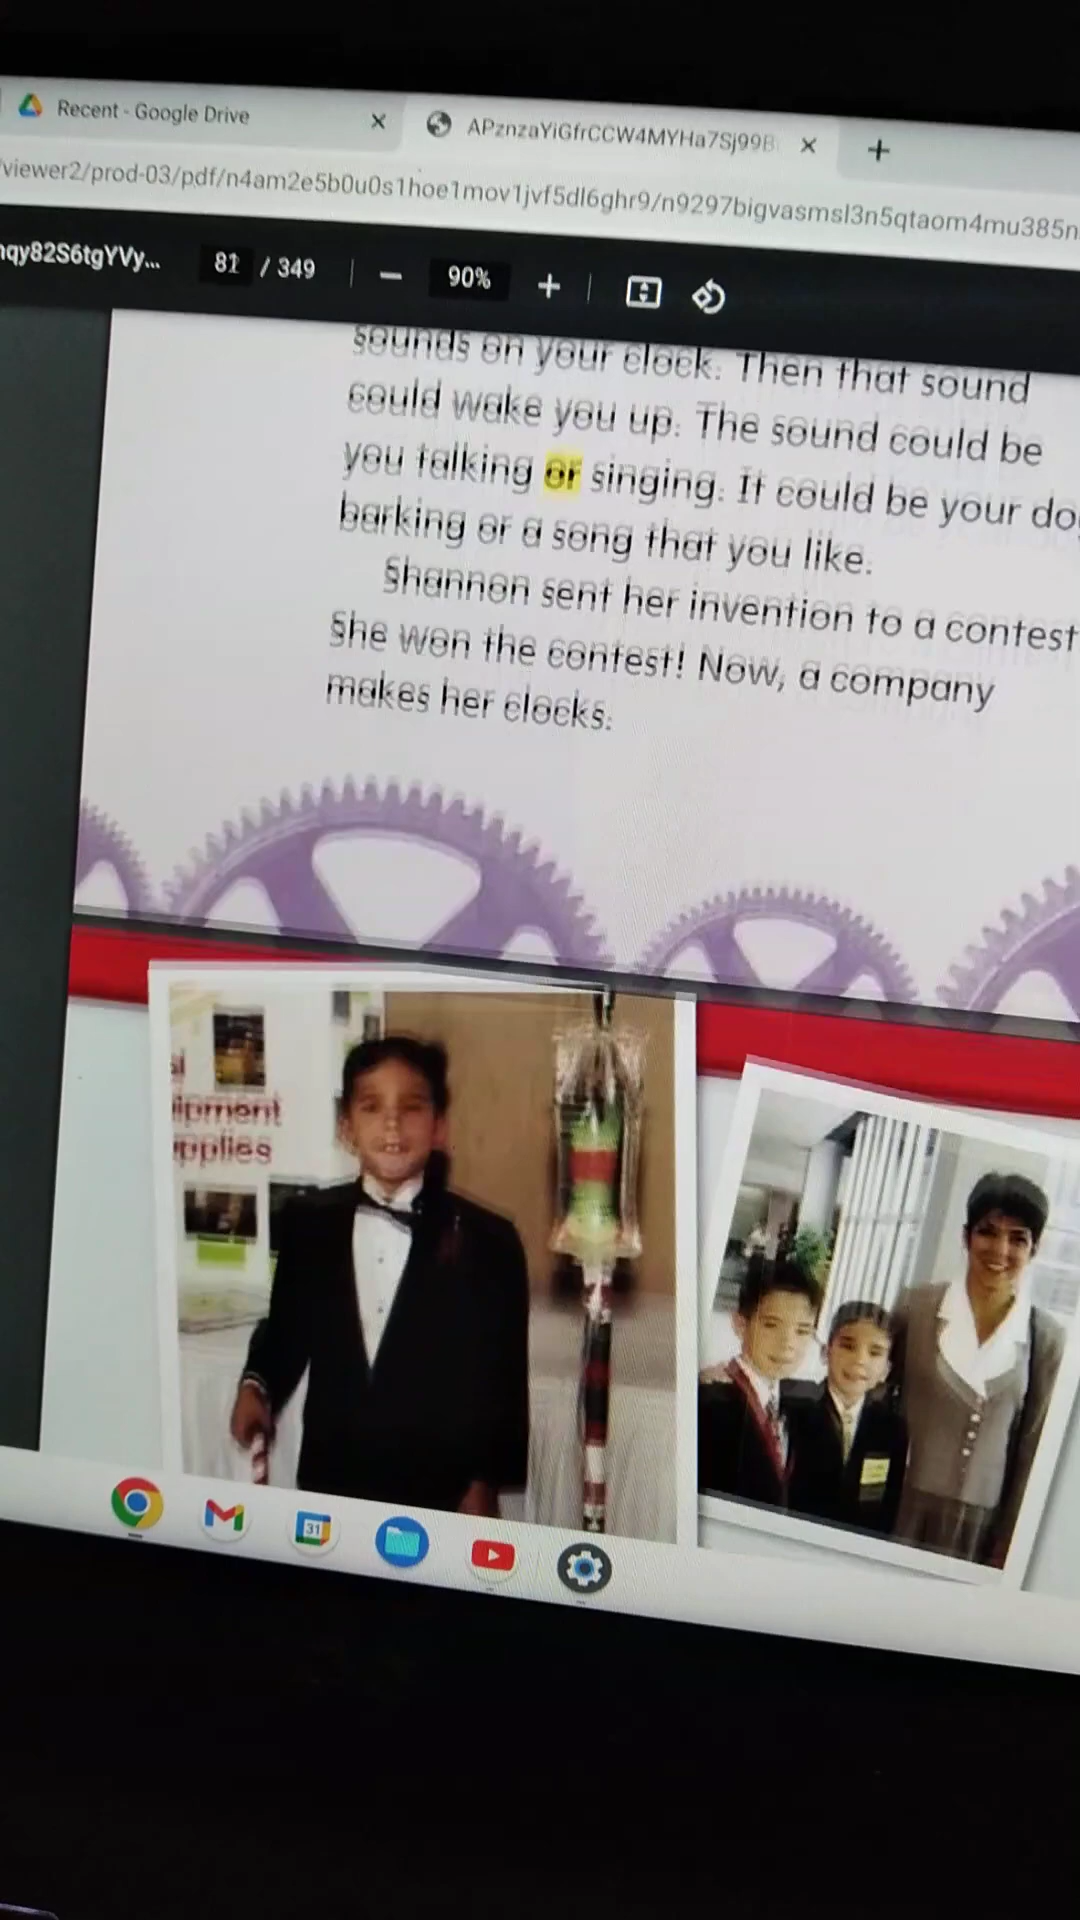 Recent - Google Drive
APznzaYiGfrCCW4MYHa7Sj99B
viewer2/prod-03/pdf/n4am2e5b0u0s1hoe1mov1jvf5dl6ghr9/n9297bigvasmsl3n5qtaom4mu385n
qy82S6tgYVy...
81 / 349
90%
sounds on your clock. Then that sound
could wake you up. The sound could be
you talking or singing. It could be your do
barking or a song that you like.
Shannon sent her invention to a contest
She won the contest! Now, a company
makes her clocks.
ipment
pplies
31